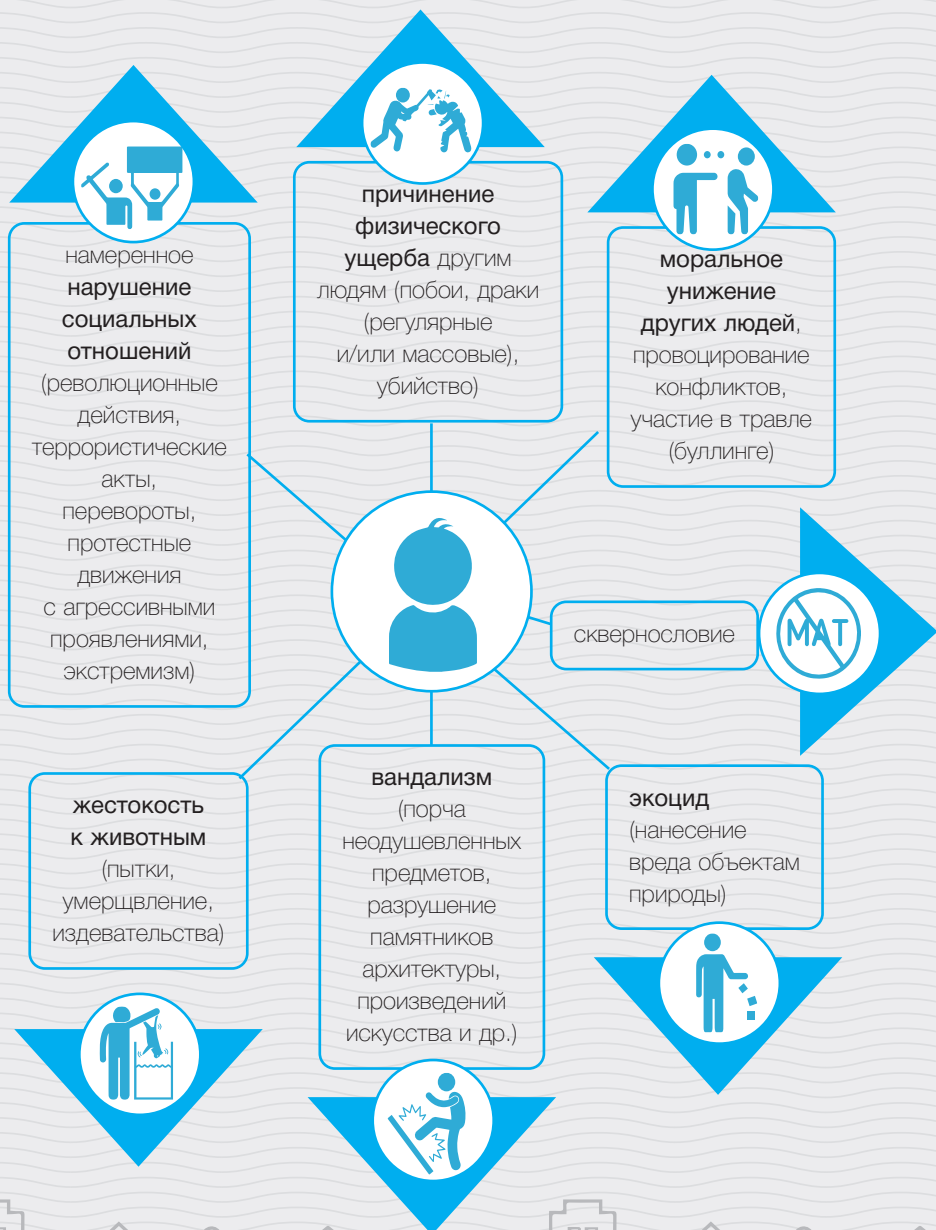 намеренное
нарушение
социальных
отношений
(революционные
действия,
террористические
акты,
перевороты,
протестные
движения
с агрессивными
проявлениями,
экстремизм)
причинение
физического
ущерба другим
людям (побои, драки
(регулярные
и/или массовые),
убийство)
моральное
унижение
других людей,
провоцирование
конфликтов,
участие в травле
(буллинге)
сквернословие
МАТ
жестокость
к животным
(пытки,
умерщвление,
издевательства)
вандализм
(порча
неодушевленных
предметов,
разрушение
памятников
архитектуры,
произведений
искусства и др.)
экоцид
(нанесение
вреда объектам
природы)